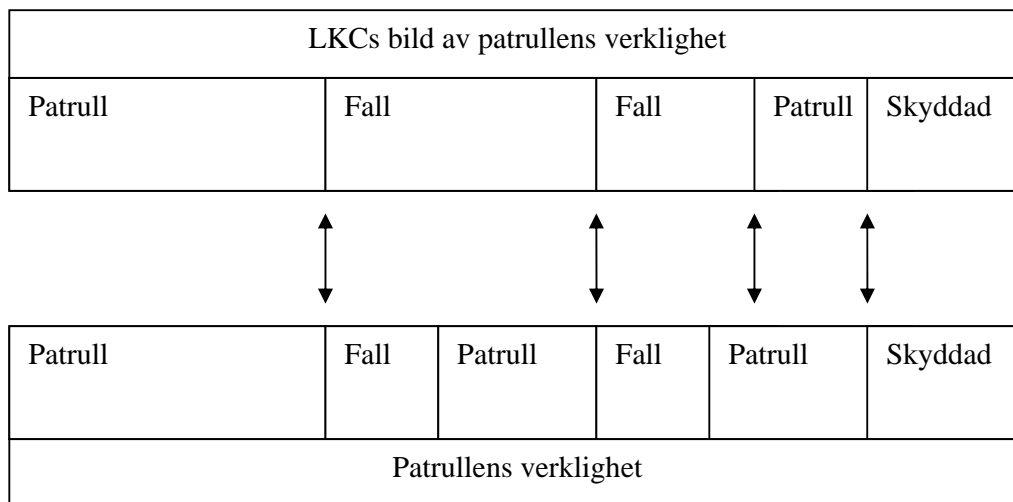 LKCs bild av patrullens verklighet
Patrull Fall Fall Patrull Skyddad
Patrull Fall Patrull Fall Patrull Skyddad
Patrullens verklighet